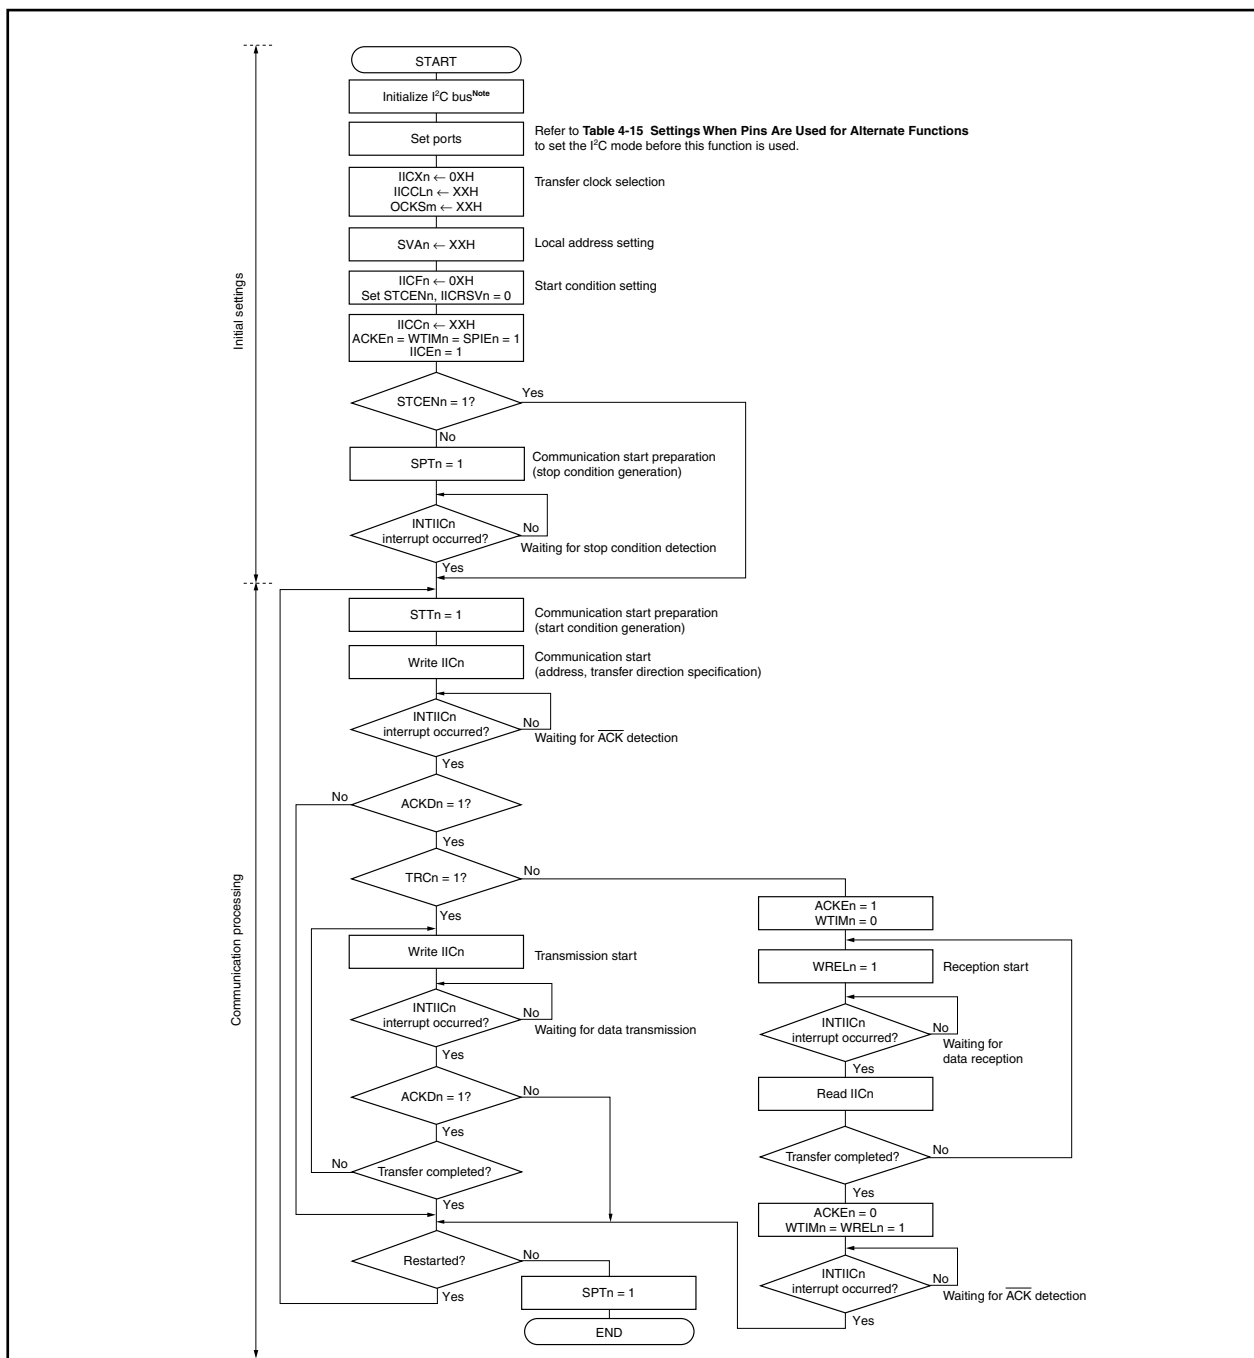 START
Initialize I²C bus^Note
Set ports
Refer to Table 4-15 Settings When Pins Are Used for Alternate Functions
to set the I²C mode before this function is used.
IICXn ← 0XH
IICCLn ← XXH
OCKSm ← XXH
Transfer clock selection
SVAn ← XXH
Local address setting
IICFn ← 0XH
Set STCENn, IICRSVn = 0
Start condition setting
IICCn ← XXH
ACKEn = WTIMn = SPIEn = 1
IICEn = 1
Initial settings
STCENn = 1?
Yes
No
SPTn = 1
Communication start preparation
(stop condition generation)
INTIICn
interrupt occurred?
No
Waiting for stop condition detection
Yes
STTn = 1
Communication start preparation
(start condition generation)
Write IICn
Communication start
(address, transfer direction specification)
INTIICn
interrupt occurred?
No
Waiting for A̅C̅K̅ detection
Yes
No
ACKDn = 1?
Yes
TRCn = 1?
No
Yes
Communication processing
Write IICn
Transmission start
INTIICn
interrupt occurred?
No
Waiting for data transmission
Yes
ACKDn = 1?
No
Yes
No
Transfer completed?
Yes
Restarted?
No
Yes
SPTn = 1
END
ACKEn = 1
WTIMn = 0
WRELn = 1
Reception start
INTIICn
interrupt occurred?
No
Waiting for
data reception
Yes
Read IICn
Transfer completed?
No
Yes
ACKEn = 0
WTIMn = WRELn = 1
INTIICn
interrupt occurred?
No
Waiting for A̅C̅K̅ detection
Yes